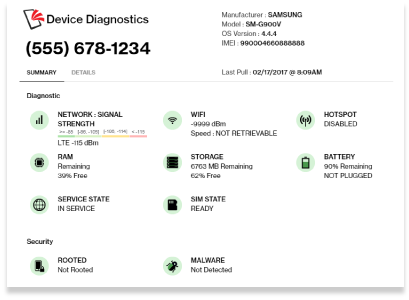 Device Diagnostics
Manufacturer : SAMSUNG
Model : SM-G900V
OS Version : 4.4.4
IMEI : 990004660888888
(555) 678-1234
SUMMARY DETAILS
Last Pull : 02/17/2017 @ 8:09AM
Diagnostic
NETWORK : SIGNAL STRENGTH
>= -85 (-85, -105) (-105, -114) < -115
LTE -115 dBm
WIFI
-9999 dBm
Speed : NOT RETRIEVABLE
HOTSPOT
DISABLED
RAM
Remaining
39% Free
STORAGE
6763 MB Remaining
62% Free
BATTERY
90% Remaining
NOT PLUGGED
SERVICE STATE
IN SERVICE
SIM STATE
READY
Security
ROOTED
Not Rooted
MALWARE
Not Detected